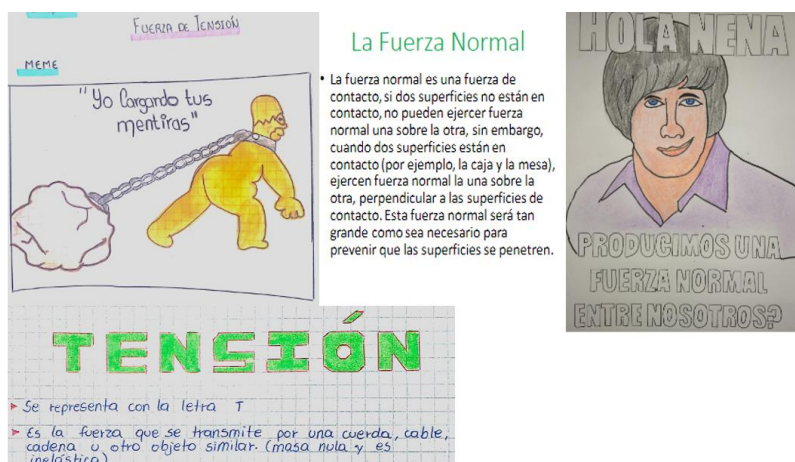 FUERZA DE TENSIÓN
MEME
"Yo Cargando tus
mentiras"
La Fuerza Normal
• La fuerza normal es una fuerza de
contacto, si dos superficies no están en
contacto, no pueden ejercer fuerza
normal una sobre la otra, sin embargo,
cuando dos superficies están en
contacto (por ejemplo, la caja y la mesa),
ejercen fuerza normal la una sobre la
otra, perpendicular a las superficies de
contacto. Esta fuerza normal será tan
grande como sea necesario para
prevenir que las superficies se penetren.
HOLA NENA
PRODUCIMOS UNA
FUERZA NORMAL
ENTRE NOSOTROS?
TENSIÓN
Se representa con la letra T
Es la fuerza que se transmite por una cuerda, cable,
cadena u otro objeto similar. (masa nula y es
inelástica)